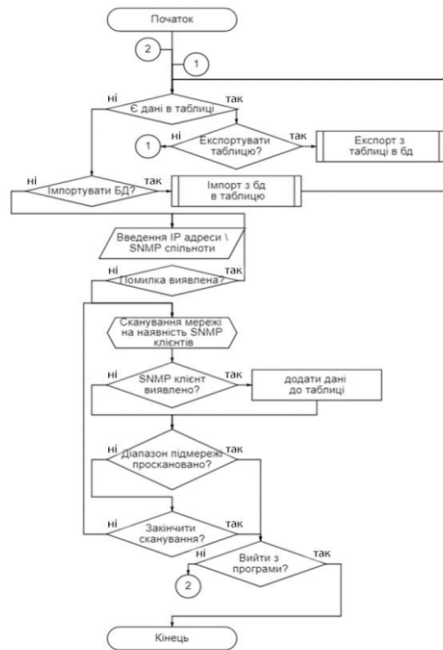 Початок
2
1
ні
так
Є дані в таблиці
1
ні
Експортувати
таблицю?
так
Експорт з
таблиці в бд
ні
Імпортувати БД?
так
Імпорт з бд
в таблицю
Введення IP адреси \
SNMP спільноти
ні
Помилка виявлена?
так
Сканування мережі
на наявність SNMP
клієнтів
ні
SNMP клієнт
виявлено?
так
додати дані
до таблиці
ні
Діапазон підмережі
проскановано?
так
ні
Закінчити
сканування?
так
ні
Вийти з
програми?
так
2
Кінець